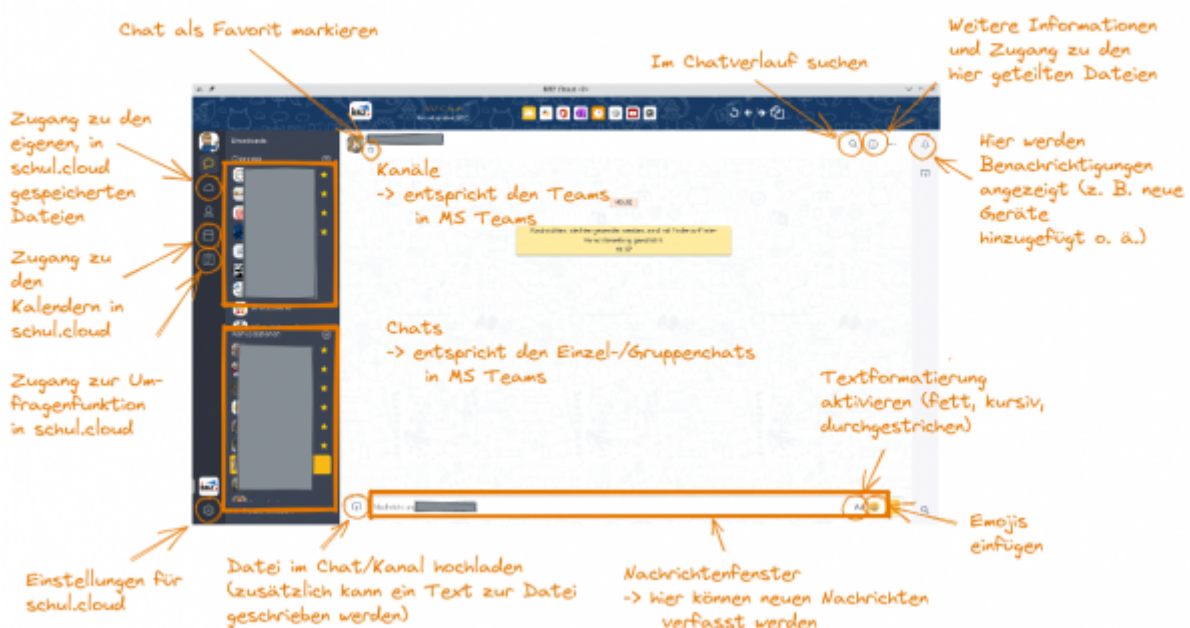 Chat als Favorit markieren
Im Chatverlauf suchen
Weitere Informationen
und Zugang zu den
hier geteilten Dateien
Zugang zu den
eigenen, in
schul.cloud
gespeicherten
Dateien
Hier werden
Benachrichtigungen
angezeigt (z. B. neue
Geräte
hinzugefügt o. ä.)
Kanäle
-> entspricht den Teams
in MS Teams
HEUTE
Zugang zu
den
Kalendern in
schul.cloud
Chats
-> entspricht den Einzel-/Gruppenchats
in MS Teams
Zugang zur Um-
fragenfunktion
in schul.cloud
Textformatierung
aktivieren (fett, kursiv,
durchgestrichen)
Nachricht an
Aa
Emojis
einfügen
Einstellungen für
schul.cloud
Datei im Chat/Kanal hochladen
(zusätzlich kann ein Text zur Datei
geschrieben werden)
Nachrichtenfenster
-> hier können neuen Nachrichten
verfasst werden